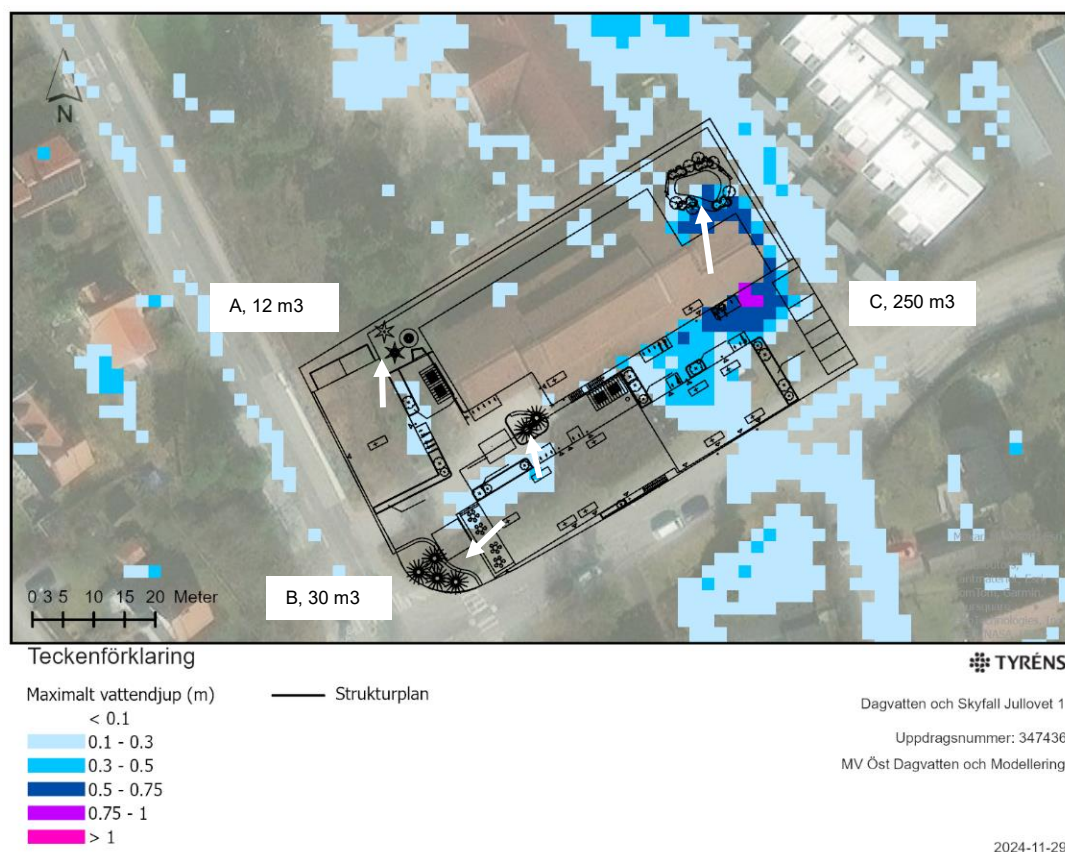 N
A, 12 m3
C, 250 m3
B, 30 m3
0 3 5 10 15 20 Meter
Teckenförklaring
Maximalt vattendjup (m)
< 0.1
0.1 - 0.3
0.3 - 0.5
0.5 - 0.75
0.75 - 1
> 1
Strukturplan
TYRÉNS
Dagvatten och Skyfall Jullovet 1
Uppdragsnummer: 347436
MV Öst Dagvatten och Modellering
2024-11-29